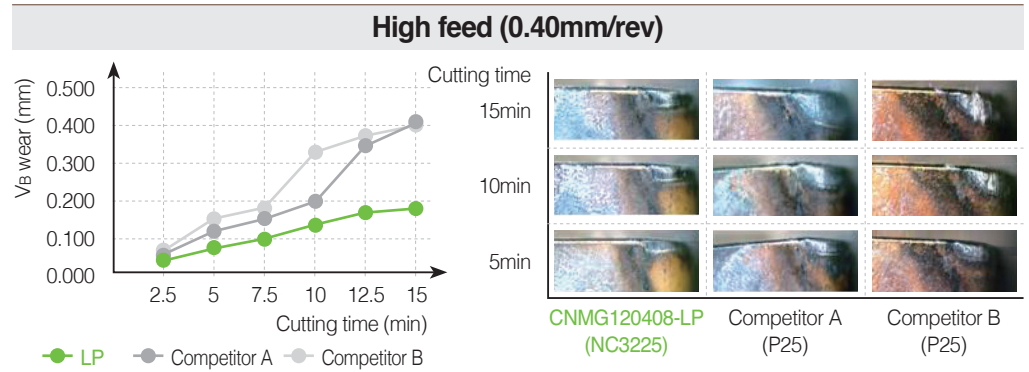 High feed (0.40mm/rev)
VB wear (mm)
0.500
0.400
0.300
0.200
0.100
0.000
2.5 5 7.5 10 12.5 15
Cutting time (min)
LP Competitor A Competitor B
Cutting time
15min
10min
5min
CNMG120408-LP Competitor A Competitor B
(NC3225) (P25) (P25)